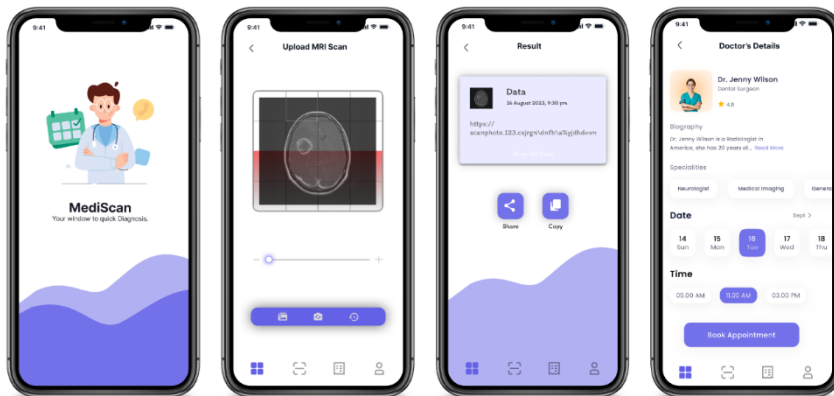 9:41
MediScan
Your window to quick Diagnosis.
9:41
Upload MRI Scan
9:41
Result
Data
16 August 2023, 9:30 pm
https://
9:41
Doctor's Details
Dr. Jenny Wilson
Dental Surgeon
4.8
Biography
Dr. Jenny Wilson is a Radiologist in
America, she has 20 years of... Read More
Specialities
Neurologist Medical Imaging Genera
Date Sept >
14 15 16 17 18
Sun Mon Tue Wed Thu
Time
11.00 AM 03.00 PM
Book Appointment
Share Copy